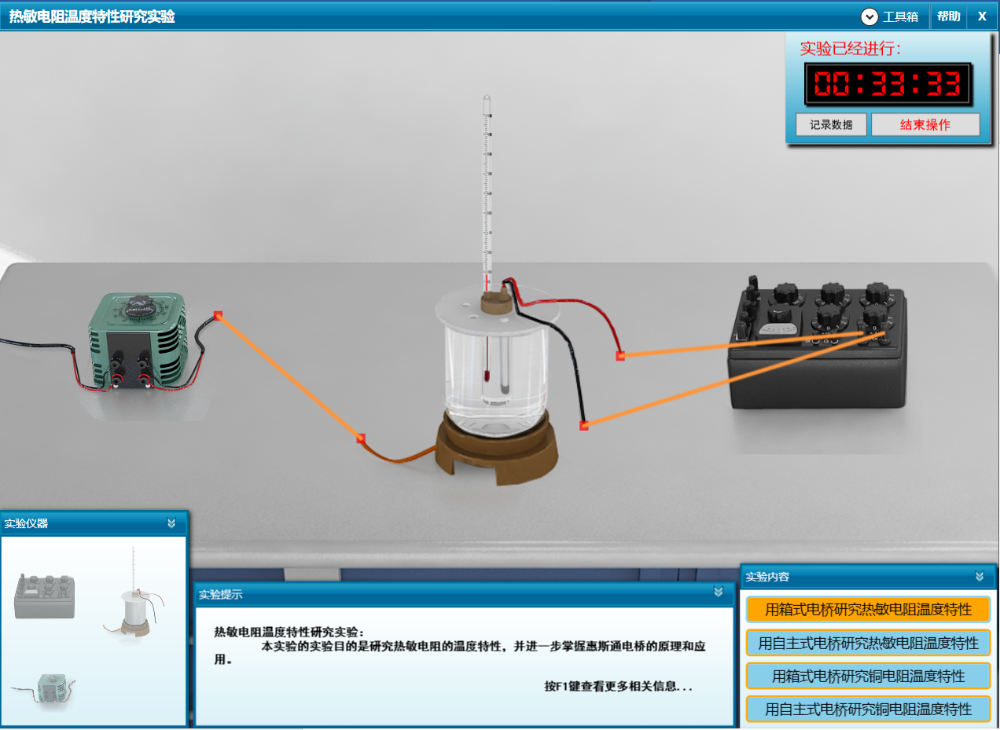 热敏电阻温度特性研究实验
工具箱
帮助
X
实验已经进行：
00:33:33
记录数据
结束操作
实验仪器
实验提示
热敏电阻温度特性研究实验：
本实验的实验目的是研究热敏电阻的温度特性，并进一步掌握惠斯通电桥的原理和应
用。
按F1键查看更多相关信息...
实验内容
用箱式电桥研究热敏电阻温度特性
用自主式电桥研究热敏电阻温度特性
用箱式电桥研究铜电阻温度特性
用自主式电桥研究铜电阻温度特性